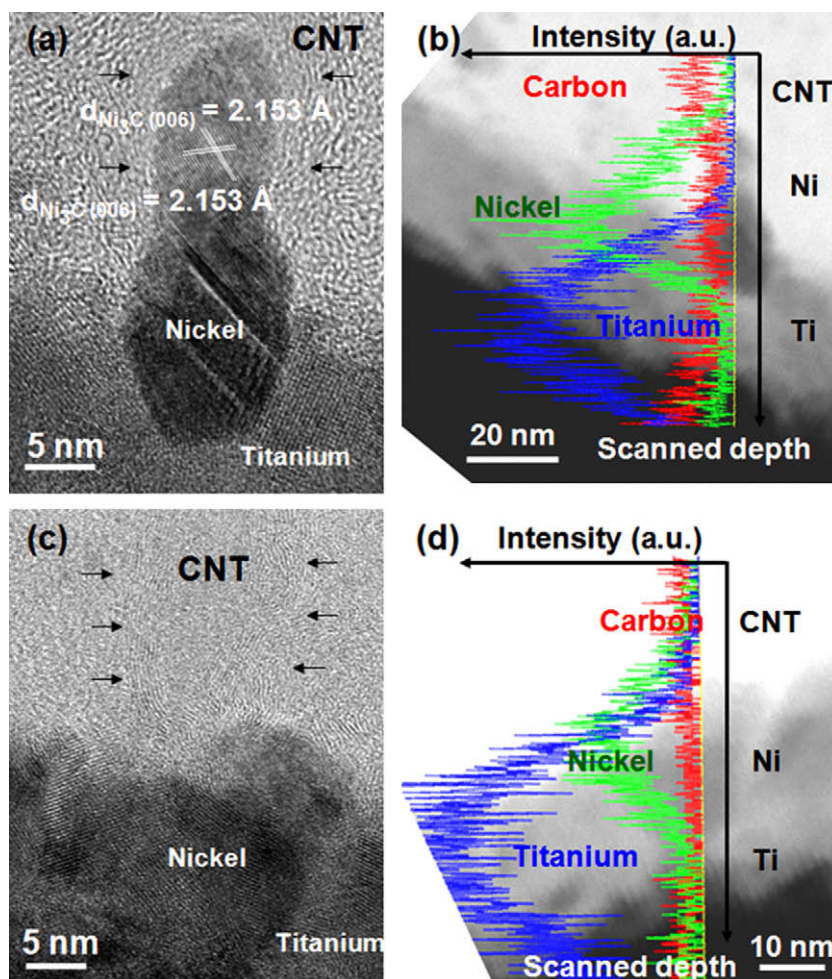 (a)
CNT
d Ni3C (006) = 2.153 Å
d Ni3C (006) = 2.153 Å
Nickel
5 nm
Titanium
(b)
Intensity (a.u.)
Carbon
CNT
Nickel
Ni
Titanium
Ti
20 nm
Scanned depth
(c)
CNT
Nickel
5 nm
Titanium
(d)
Intensity (a.u.)
Carbon
CNT
Nickel
Ni
Titanium
Ti
Scanned depth
10 nm